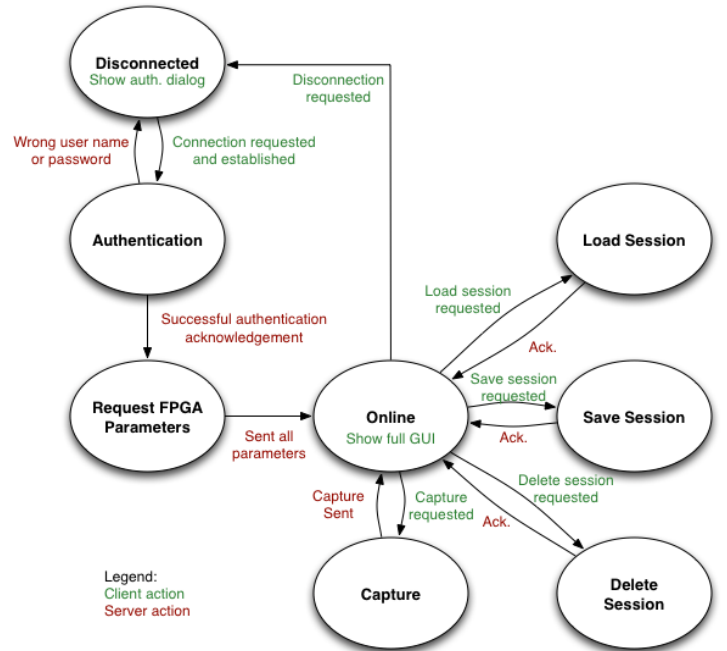 Disconnected
Show auth. dialog
Disconnection
requested
Wrong user name
or password
Connection requested
and established
Authentication
Load Session
Load session
requested
Successful authentication
acknowledgement
Ack.
Request FPGA
Parameters
Sent all
parameters
Online
Show full GUI
Save session
requested
Ack.
Save Session
Capture
Sent
Capture
requested
Delete session
requested
Ack.
Capture
Delete
Session
Legend:
Client action
Server action